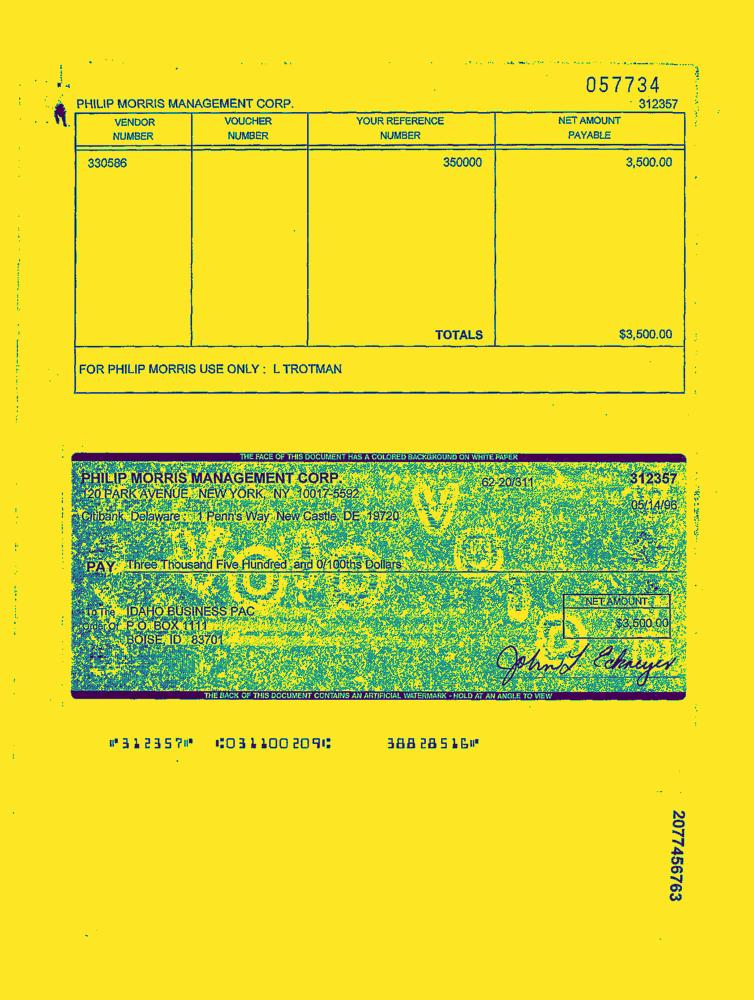 057734
PHILIP MORRIS MANAGEMENT CORP. 312357
VENDOR NUMBER VOUCHER NUMBER YOUR REFERENCE NUMBER NET AMOUNT PAYABLE
330586 350000 3,500.00
TOTALS $3,500.00
FOR PHILIP MORRIS USE ONLY : L TROTMAN
THE FACE OF THIS DOCUMENT HAS A COLORED BACKGROUND ON WHITE PAPER
PHILIP MORRIS MANAGEMENT CORP. 62-20/311 312357
120 PARK AVENUE, NEW YORK, NY 10017-5592
05/14/96
Citibank, Delaware : 1 Penn's Way New Castle, DE 19720
VOID
PAY Three Thousand Five Hundred and 0/100ths Dollars
To The IDAHO BUSINESS PAC NET AMOUNT
Order Of P.O. BOX 1111 $3,500.00
BOISE, ID 83701
John L Eckmeyer
THE BACK OF THIS DOCUMENT CONTAINS AN ARTIFICIAL WATERMARK - HOLD AT AN ANGLE TO VIEW
⑈312357⑈ ⑆031100209⑆ 38828516⑈
2077456763